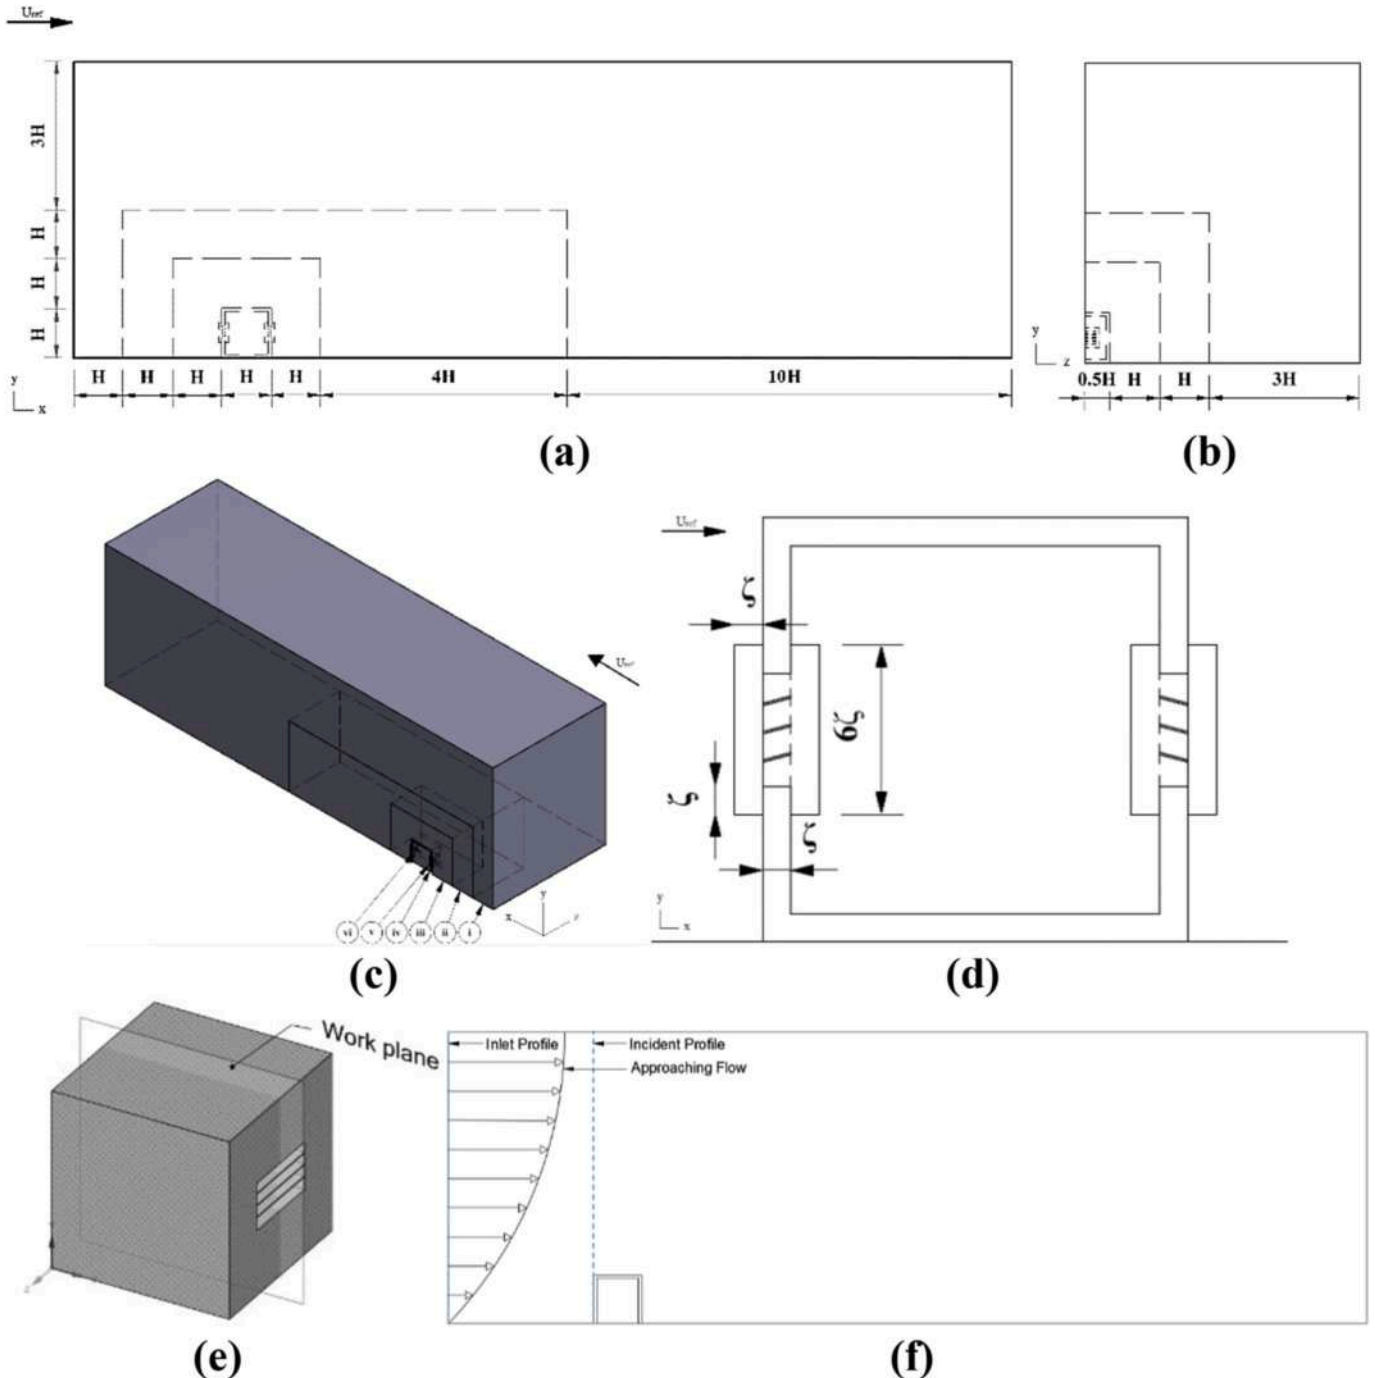 Uref
3H
H
H
H
y
x
H
H
H
H
H
4H
10H
(a)
y
z
0.5H
H
H
3H
(b)
Uref
vi
v
iv
iii
ii
i
x
y
z
(c)
Uref
ζ
6ζ
ζ
ζ
y
x
(d)
Work plane
(e)
Inlet Profile
Incident Profile
Approaching Flow
(f)